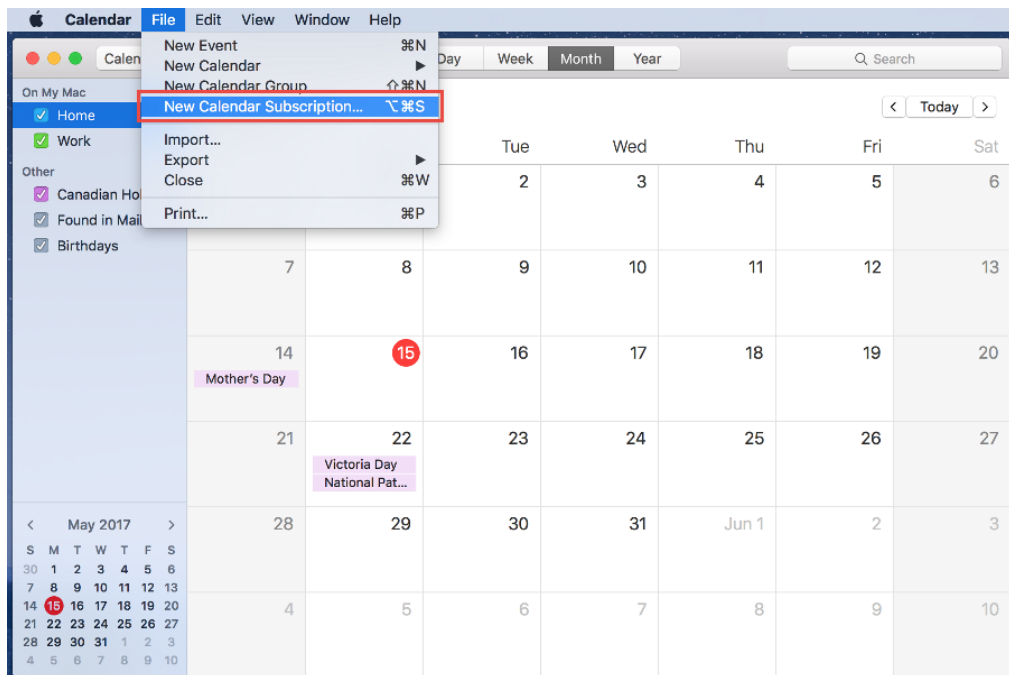 Calendar File Edit View Window Help
Calen Day Week Month Year Search
New Event ⌘N
New Calendar ▶
New Calendar Group ⇧⌘N
New Calendar Subscription... ⌥⌘S
Import...
Export ▶
Close ⌘W
Print... ⌘P
On My Mac
Home
Work
Other
Canadian Hol
Found in Mail
Birthdays
< Today >
Tue Wed Thu Fri Sat
2 3 4 5 6
7 8 9 10 11 12 13
14 15 16 17 18 19 20
Mother's Day
21 22 23 24 25 26 27
Victoria Day
National Pat...
28 29 30 31 Jun 1 2 3
4 5 6 7 8 9 10
< May 2017 >
S M T W T F S
30 1 2 3 4 5 6
7 8 9 10 11 12 13
14 15 16 17 18 19 20
21 22 23 24 25 26 27
28 29 30 31 1 2 3
4 5 6 7 8 9 10